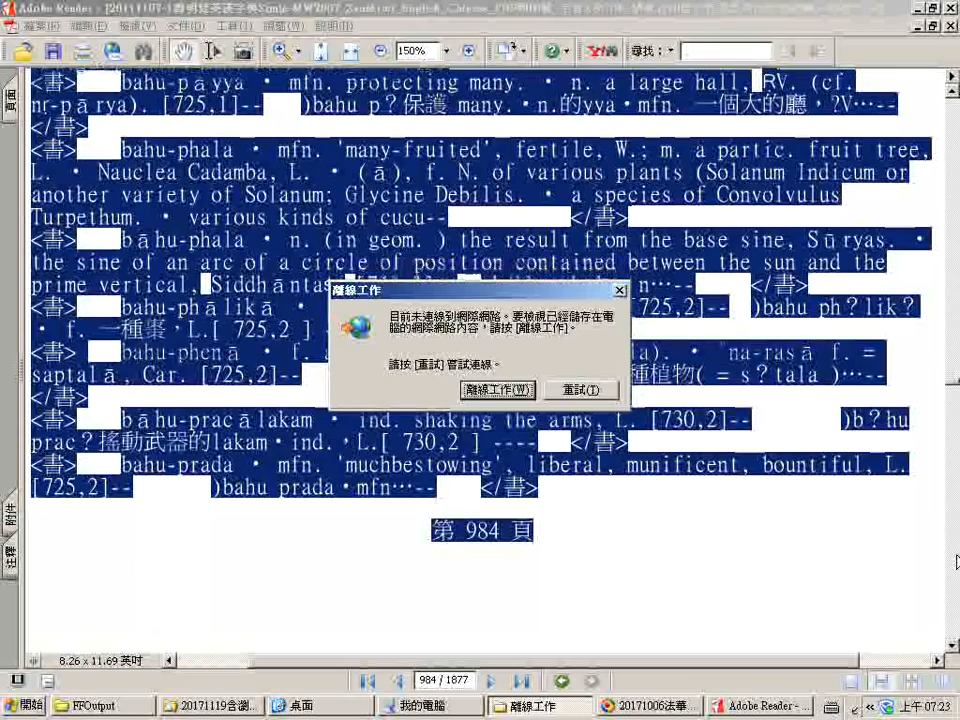 檔案(F) 編輯(E) 檢視(V) 文件(D) 工具(T) 視窗(W) 說明(H)
150% 尋找：
頁面
<書> bahu-pāyya · mfn. protecting many. · n. a large hall, RV. (cf.
nṛ-pārya). [725,1]-- )bahu p?保護 many.·n.的yya·mfn. 一個大的廳，?V…--
</書>
<書> bahu-phala · mfn. 'many-fruited', fertile, W.; m. a partic. fruit tree,
L. · Nauclea Cadamba, L. · (ā), f. N. of various plants (Solanum Indicum or
another variety of Solanum; Glycine Debilis. · a species of Convolvulus
Turpethum. · various kinds of cucu-- </書>
<書> bāhu-phala · n. (in geom. ) the result from the base sine, Sūryas. ·
the sine of an arc of a circle of position contained between the sun and the
prime vertical, Siddhāntas n…-- </書>
<書> bahu-phālikā [725,2]-- )bahu ph?lik?
· f. 一種棗，L.[ 725,2 ]
<書> bahu-phenā · f. la). · °na-rasā f. =
saptalā, Car. [725,2]-- 種植物( = s?tala )…--
</書>
<書> bāhu-pracālakam · ind. shaking the arms, L. [730,2]-- )b?hu
prac?搖動武器的lakam·ind.，L.[ 730,2 ] ---- </書>
<書> bahu-prada · mfn. 'muchbestowing', liberal, munificent, bountiful, L.
[725,2]-- )bahu prada·mfn…-- </書>
第 984 頁
離線工作
目前未連線到網際網路。要檢視已經儲存在電
腦的網際網路內容，請按 [離線工作]。
請按 [重試] 嘗試連線。
離線工作(W) 重試(T)
附件
注釋
8.26 x 11.69 英吋
984 / 1877
開始 FFOutput 20171119含瀏... 桌面 我的電腦 離線工作 20171006法華... Adobe Reader ... 上午 07:23